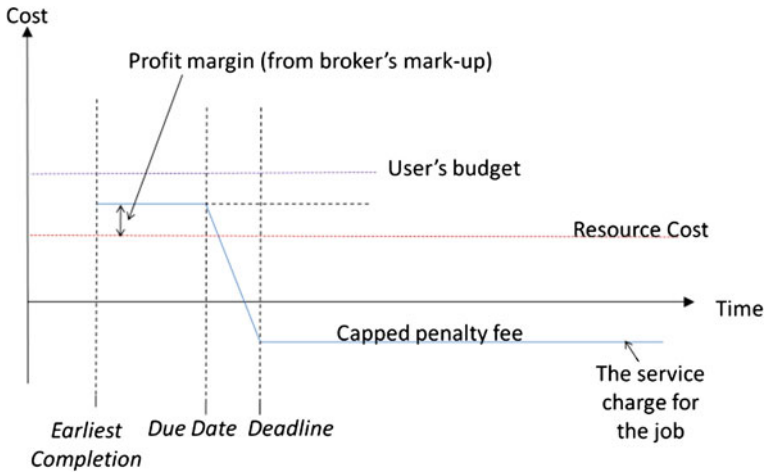 Cost
Profit margin (from broker's mark-up)
User's budget
Resource Cost
Time
Capped penalty fee
The service
charge for
the job
Earliest
Completion
Due Date
Deadline